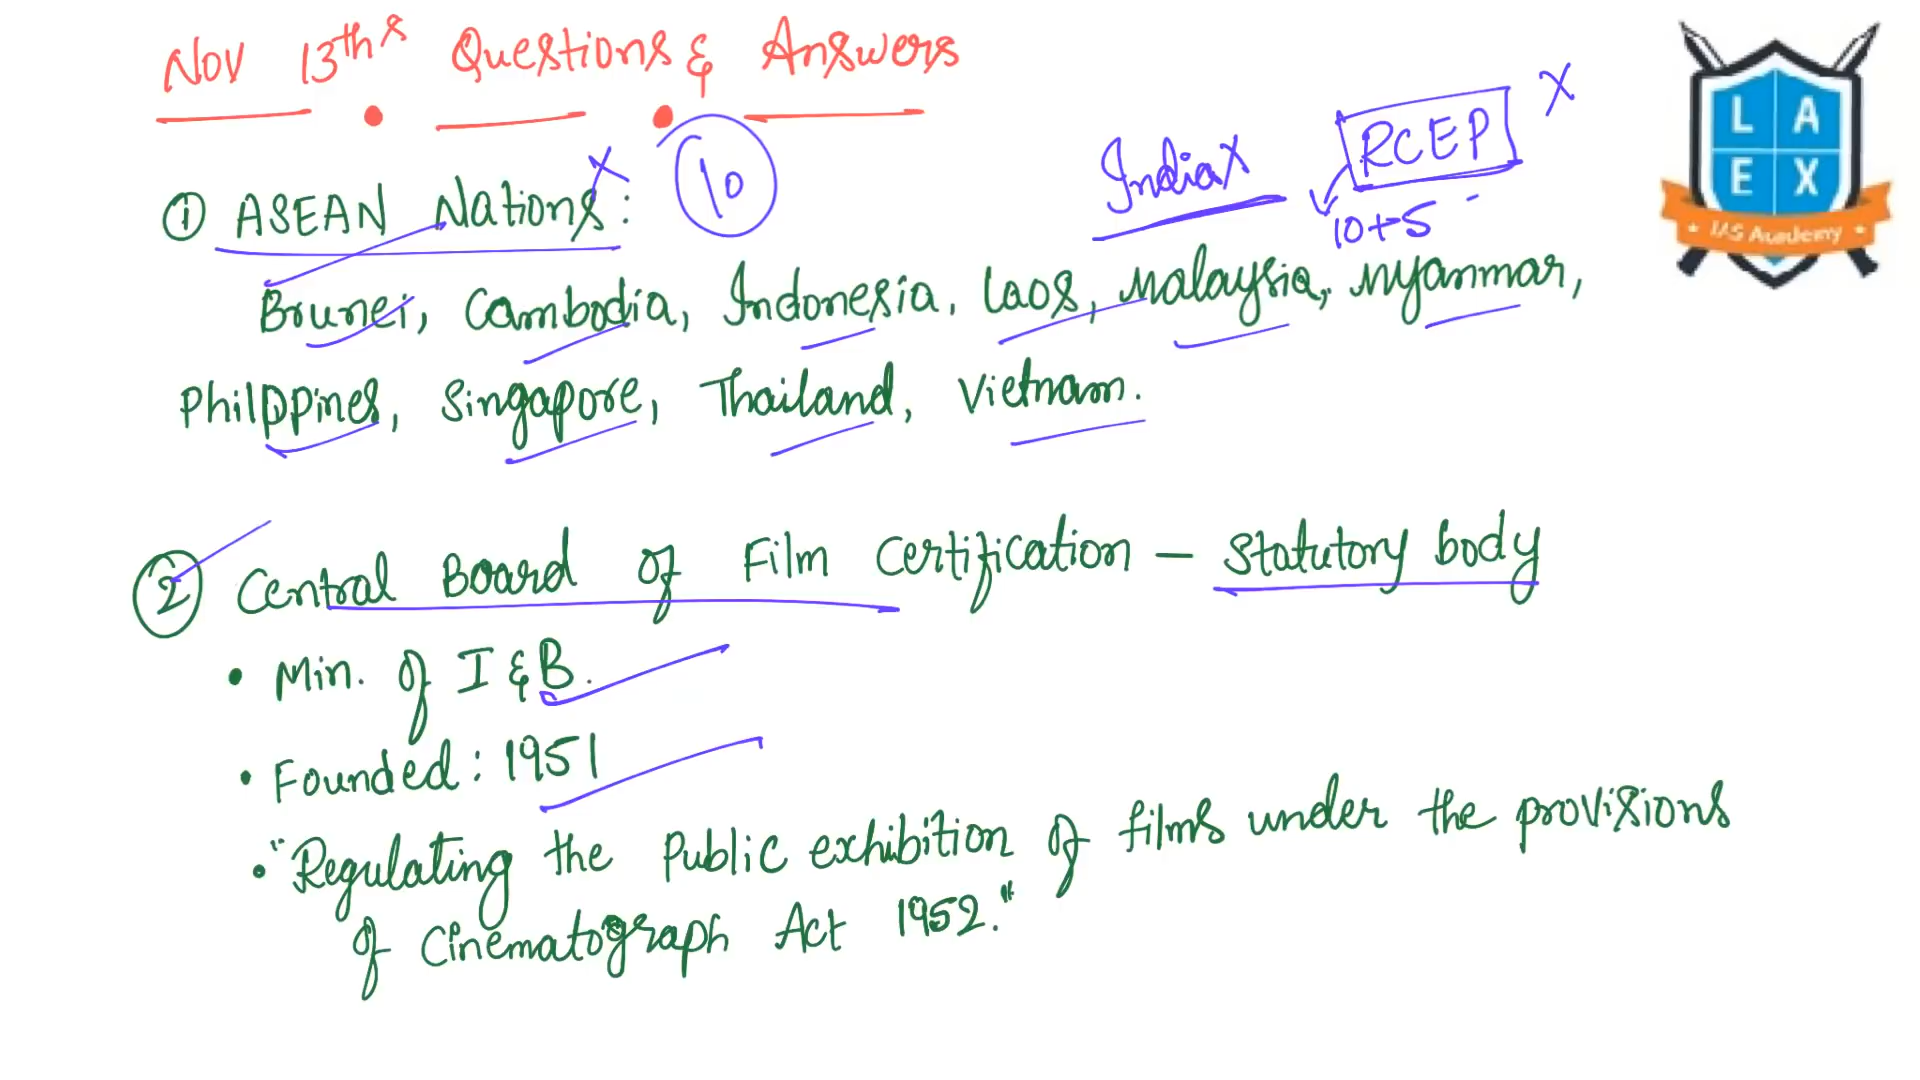 Nov 13th's Questions & Answers
① ASEAN Nations:
10
India X
RCEP X
10+5
Brunei, Cambodia, Indonesia, Laos, Malaysia, Myanmar,
Philippines, Singapore, Thailand, Vietnam.
② Central Board of Film Certification – Statutory body
• Min. of I & B.
• Founded: 1951
• "Regulating the Public exhibition of films under the provisions
of Cinematograph Act 1952."
L A
E X
IAS Academy